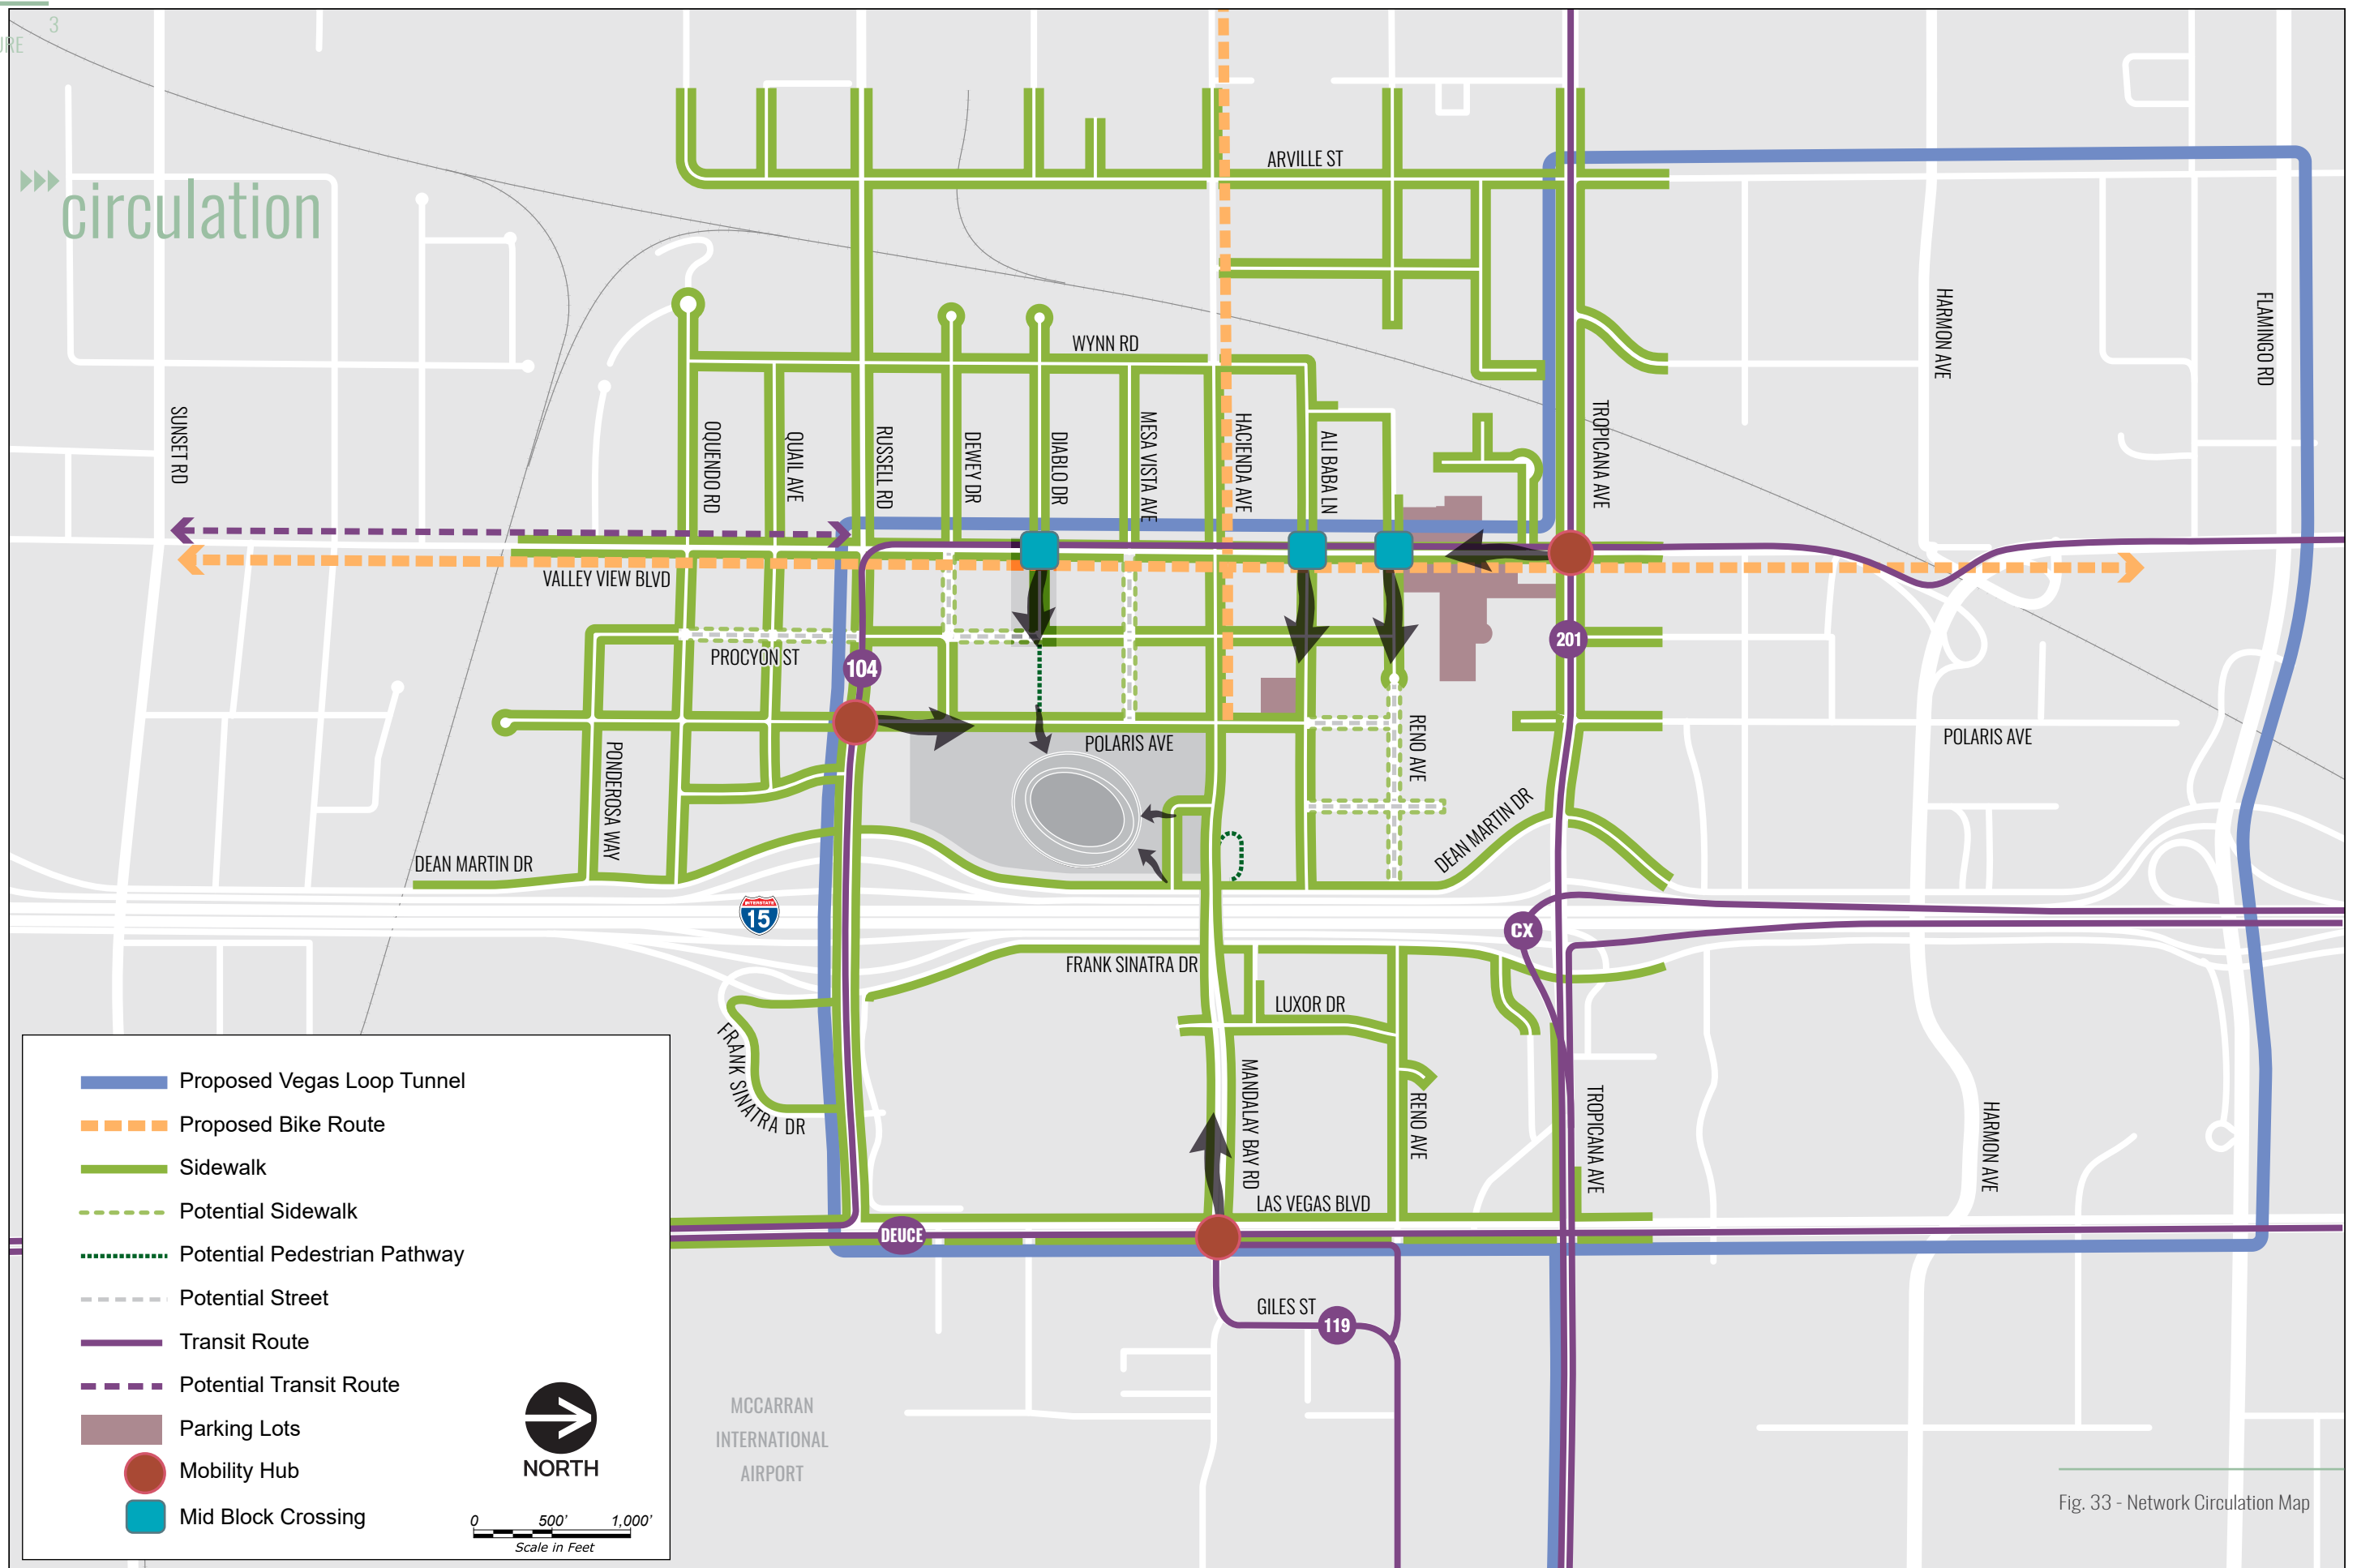 3
URE
circulation
ARVILLE ST
WYNN RD
HARMON AVE
FLAMINGO RD
SUNSET RD
OQUENDO RD
QUAIL AVE
RUSSELL RD
DEWEY DR
DIABLO DR
MESA VISTA AVE
HACIENDA AVE
ALI BABA LN
TROPICANA AVE
VALLEY VIEW BLVD
PROCYON ST
104
201
PONDEROSA WAY
POLARIS AVE
RENO AVE
POLARIS AVE
DEAN MARTIN DR
DEAN MARTIN DR
INTERSTATE
15
CX
FRANK SINATRA DR
LUXOR DR
FRANK SINATRA DR
MANDALAY BAY RD
RENO AVE
TROPICANA AVE
HARMON AVE
LAS VEGAS BLVD
DEUCE
GILES ST
119
MCCARRAN
INTERNATIONAL
AIRPORT
Proposed Vegas Loop Tunnel
Proposed Bike Route
Sidewalk
Potential Sidewalk
Potential Pedestrian Pathway
Potential Street
Transit Route
Potential Transit Route
Parking Lots
Mobility Hub
Mid Block Crossing
NORTH
0 500' 1,000'
Scale in Feet
Fig. 33 - Network Circulation Map